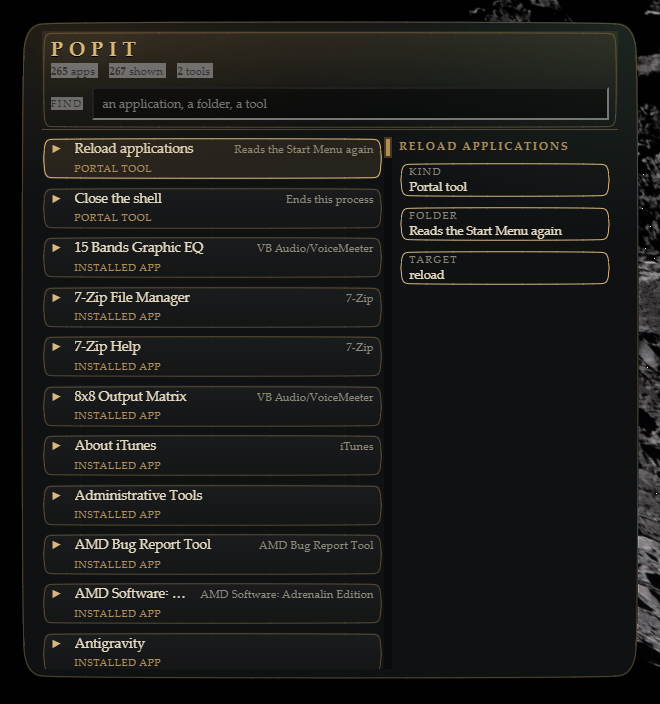 POPIT
265 apps 267 shown 2 tools
FIND an application, a folder, a tool
Reload applications Reads the Start Menu again
PORTAL TOOL
Close the shell Ends this process
PORTAL TOOL
15 Bands Graphic EQ VB Audio/VoiceMeeter
INSTALLED APP
7-Zip File Manager 7-Zip
INSTALLED APP
7-Zip Help 7-Zip
INSTALLED APP
8x8 Output Matrix VB Audio/VoiceMeeter
INSTALLED APP
About iTunes iTunes
INSTALLED APP
Administrative Tools
INSTALLED APP
AMD Bug Report Tool AMD Bug Report Tool
INSTALLED APP
AMD Software: ... AMD Software: Adrenalin Edition
INSTALLED APP
Antigravity
INSTALLED APP
RELOAD APPLICATIONS
KIND
Portal tool
FOLDER
Reads the Start Menu again
TARGET
reload